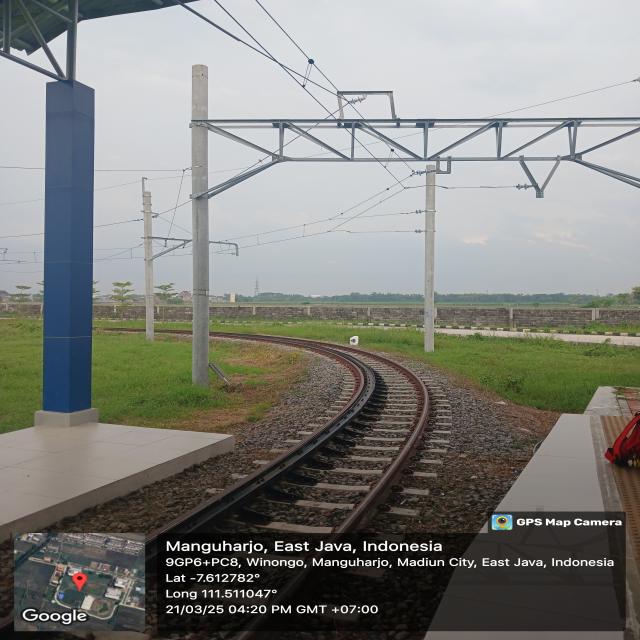 GPS Map Camera
Manguharjo, East Java, Indonesia
9GP6+PC8, Winongo, Manguharjo, Madiun City, East Java, Indonesia
Lat -7.612782°
Long 111.511047°
21/03/25 04:20 PM GMT +07:00
Google